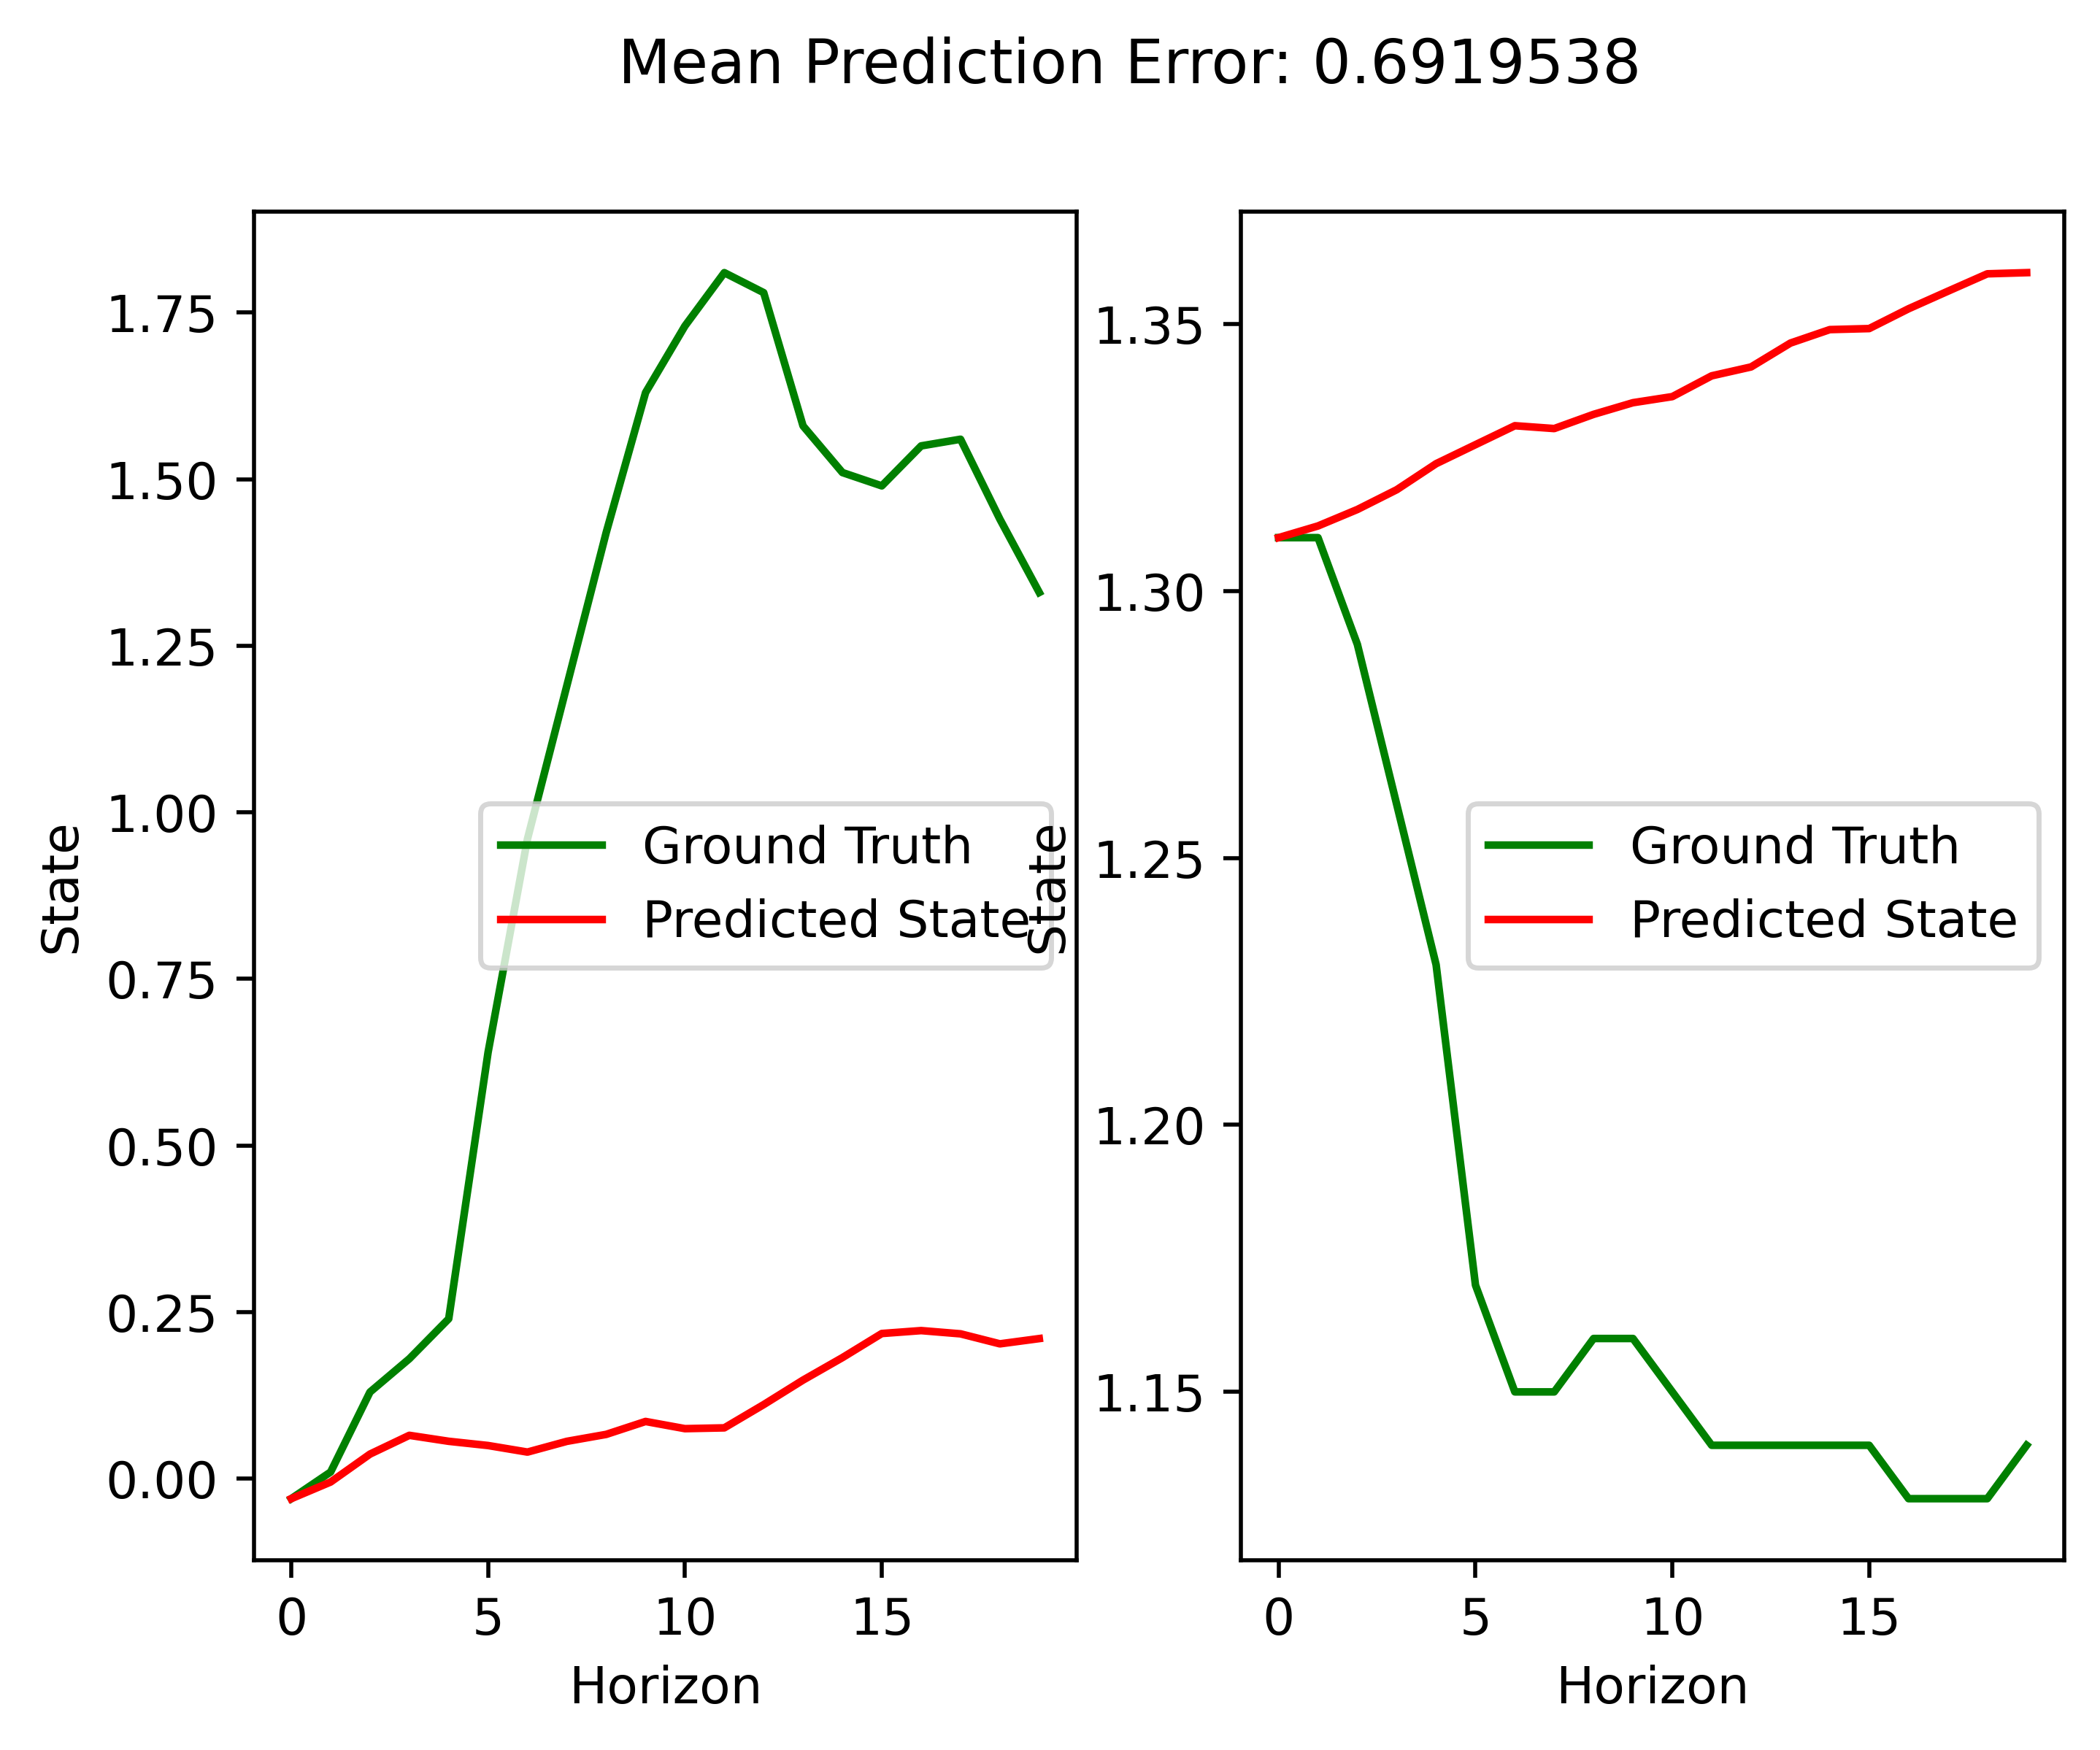 Mean Prediction Error: 0.6919538
State
1.75
1.50
1.25
1.00
0.75
0.50
0.25
0.00
Ground Truth
Predicted State
0 5 10 15
Horizon
State
1.35
1.30
1.25
1.20
1.15
Ground Truth
Predicted State
0 5 10 15
Horizon